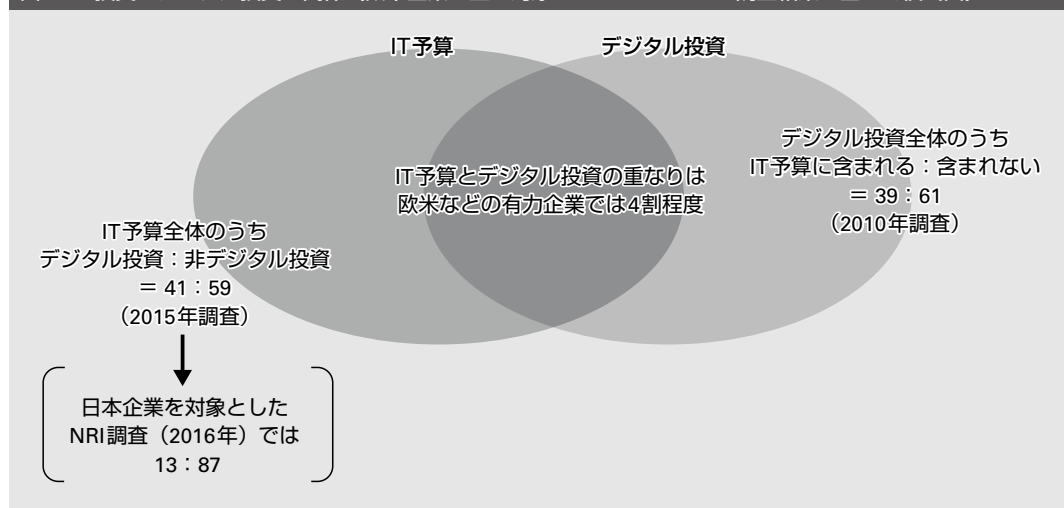 IT予算
デジタル投資
IT予算とデジタル投資の重なりは
欧米などの有力企業では4割程度
デジタル投資全体のうち
IT予算に含まれる:含まれない
= 39:61
(2010年調査)
IT予算全体のうち
デジタル投資:非デジタル投資
= 41:59
(2015年調査)
日本企業を対象とした
NRI調査(2016年)では
13:87